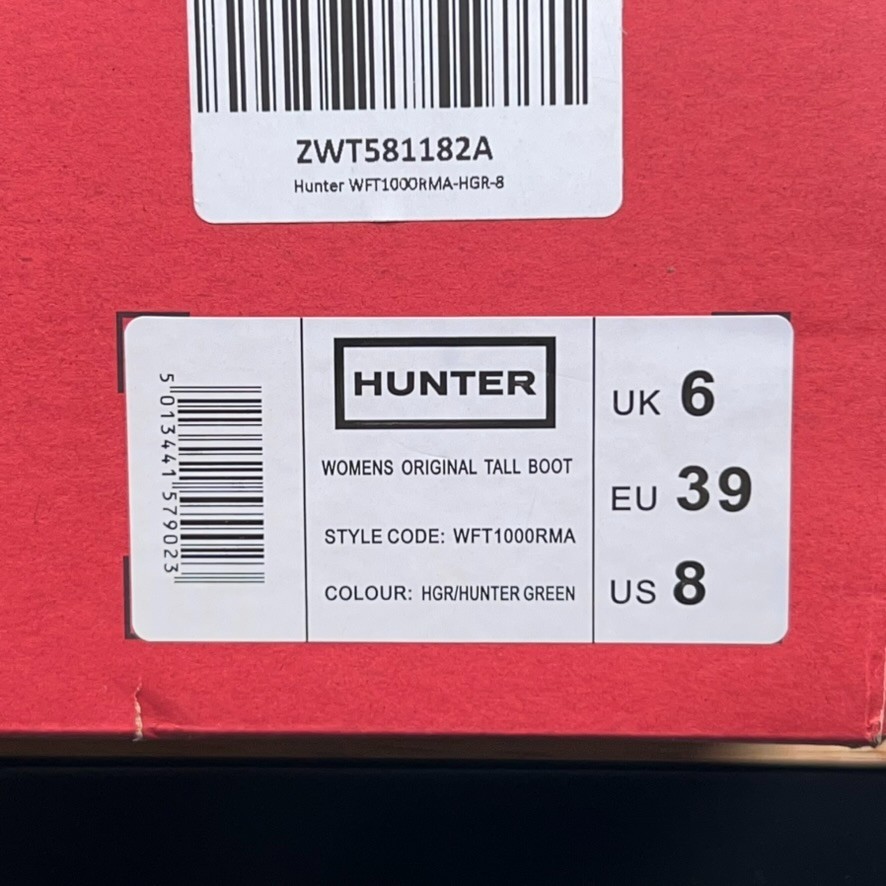 ZWT581182A
Hunter WFT1000RMA-HGR-8
5 013441 579023
HUNTER
WOMENS ORIGINAL TALL BOOT
STYLE CODE: WFT1000RMA
COLOUR: HGR/HUNTER GREEN
UK 6
EU 39
US 8